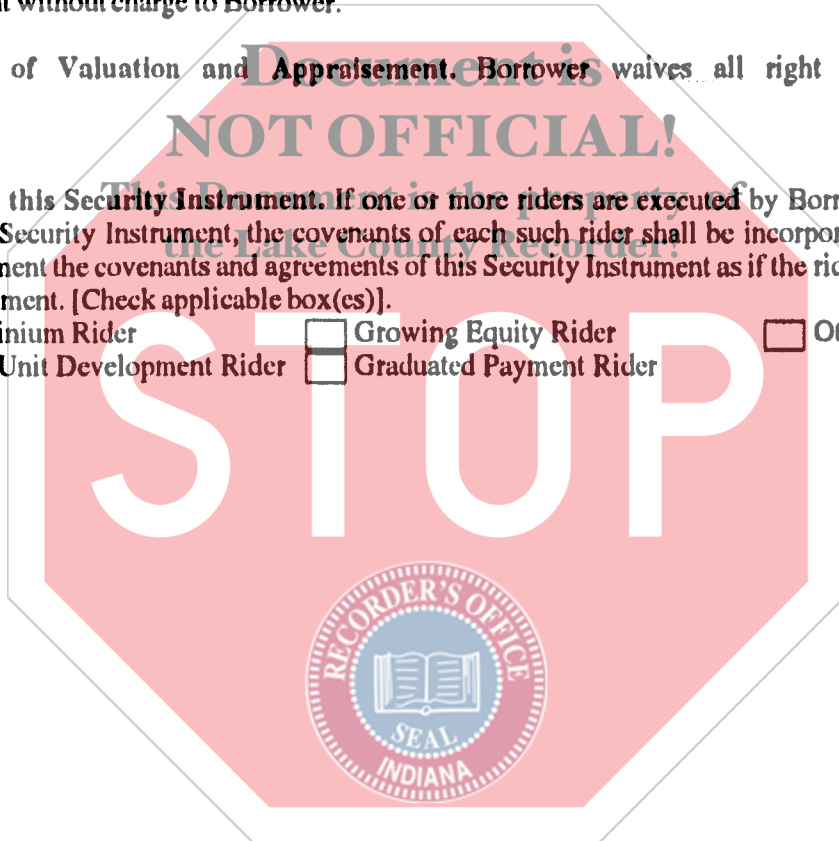 without charge to Borrower.
of Valuation and Appraisement. Borrower waives all right
Document is
NOT OFFICIAL!
This Document is the property of
the Lake County Recorder!
this Security Instrument. If one or more riders are executed by Borr
Security Instrument, the covenants of each such rider shall be incorpor
ment the covenants and agreements of this Security Instrument as if the ric
ment. [Check applicable box(es)].
inium Rider Growing Equity Rider Ot
Unit Development Rider Graduated Payment Rider
STOP
RECORDER'S OFFICE
SEAL
INDIANA